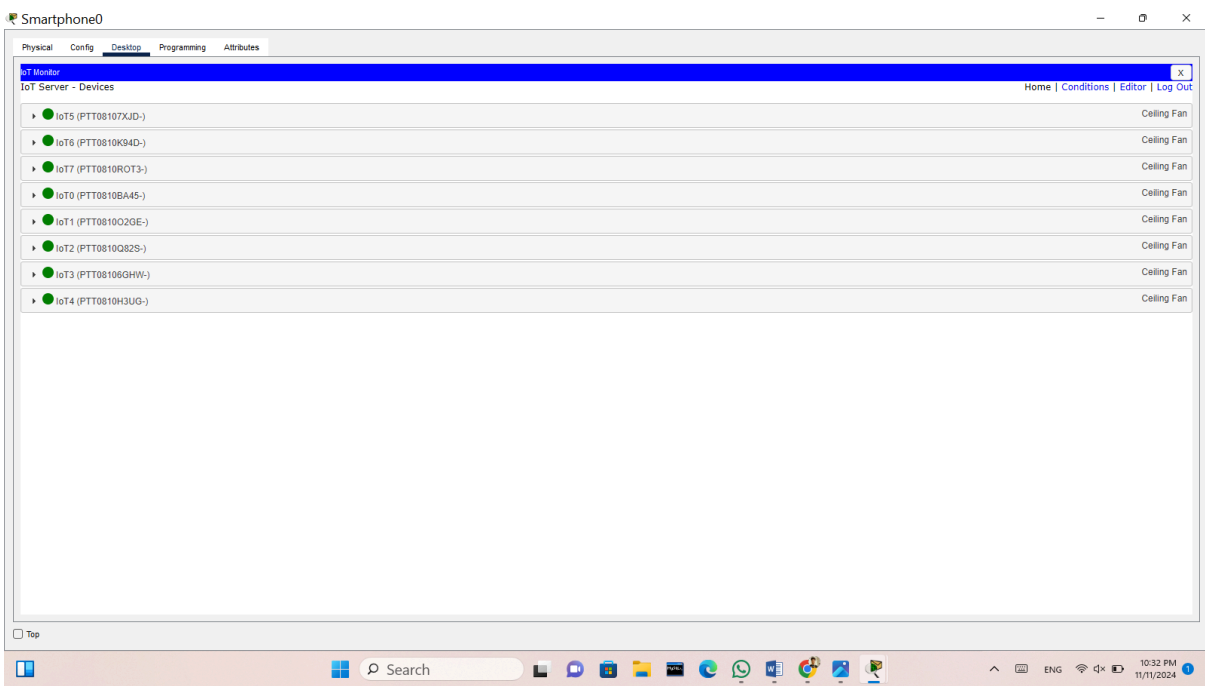 Smartphone0
Physical Config Desktop Programming Attributes
IoT Monitor
X
IoT Server - Devices Home | Conditions | Editor | Log Out
IoT5 (PTT08107XJD-) Ceiling Fan
IoT6 (PTT0810K94D-) Ceiling Fan
IoT7 (PTT0810ROT3-) Ceiling Fan
IoT0 (PTT0810BA45-) Ceiling Fan
IoT1 (PTT0810O2GE-) Ceiling Fan
IoT2 (PTT0810Q82S-) Ceiling Fan
IoT3 (PTT08106GHW-) Ceiling Fan
IoT4 (PTT0810H3UG-) Ceiling Fan
Top
Search
ENG
10:32 PM
11/11/2024
1